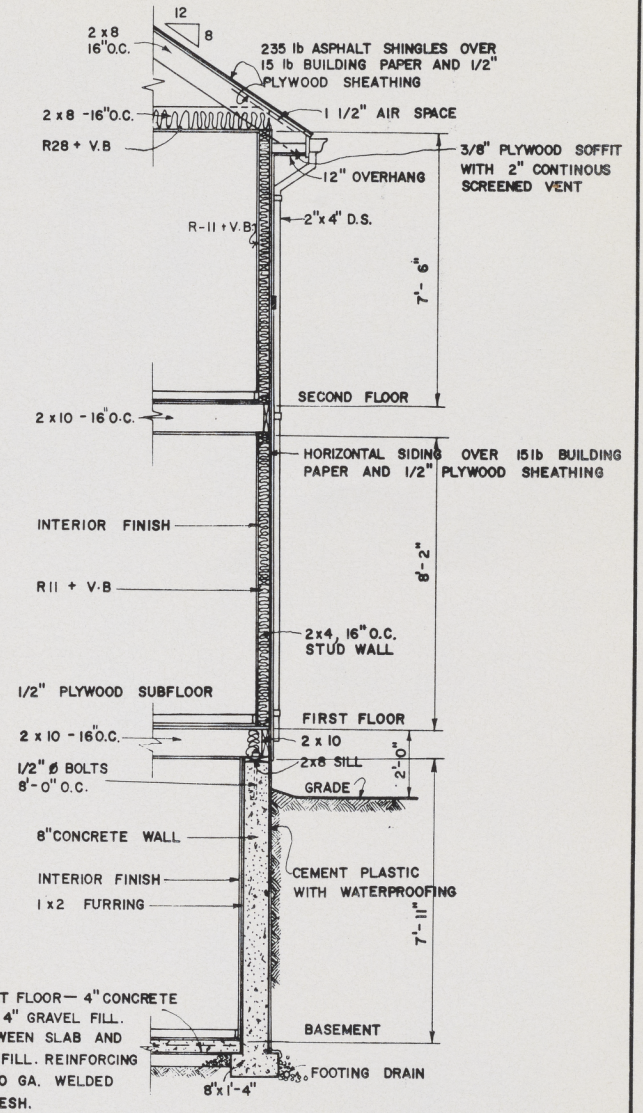 12
8
2 x 8
16"O.C.
235 lb ASPHALT SHINGLES OVER
15 lb BUILDING PAPER AND 1/2"
PLYWOOD SHEATHING
2 x 8 -16"O.C.
1 1/2" AIR SPACE
R28 + V.B
3/8" PLYWOOD SOFFIT
WITH 2" CONTINOUS
SCREENED VENT
12" OVERHANG
R-11 + V.B.
2"x 4" D.S.
7'- 6"
SECOND FLOOR
2 x 10 -16"O.C.
HORIZONTAL SIDING OVER 15 lb BUILDING
PAPER AND 1/2" PLYWOOD SHEATHING
INTERIOR FINISH
8'- 2"
R11 + V.B
2x4, 16"O.C.
STUD WALL
1/2" PLYWOOD SUBFLOOR
FIRST FLOOR
2 x 10 -16"O.C.
2 x 10
2x8 SILL
2'-0"
1/2" Ø BOLTS
8'-0" O.C.
GRADE
8" CONCRETE WALL
CEMENT PLASTIC
WITH WATERPROOFING
INTERIOR FINISH
1 x 2 FURRING
7'-11"
T FLOOR — 4" CONCRETE
4" GRAVEL FILL.
WEEN SLAB AND
FILL. REINFORCING
O GA. WELDED
ESH.
BASEMENT
FOOTING DRAIN
8"x 1'-4"